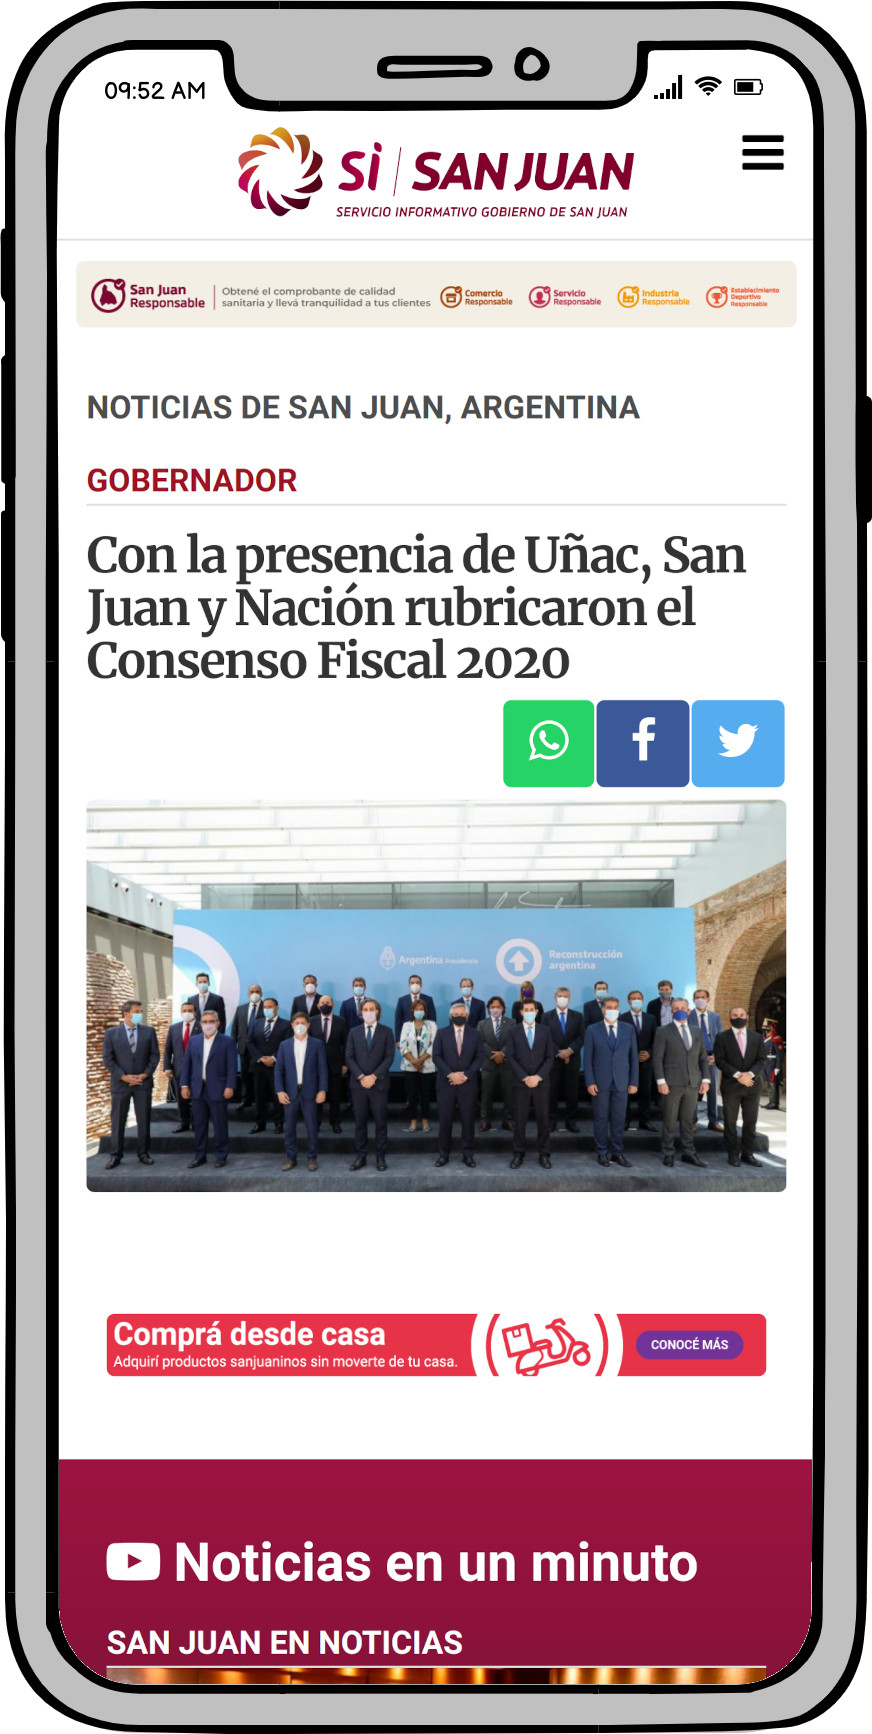 09:52 AM
SÌ | SAN JUAN
SERVICIO INFORMATIVO GOBIERNO DE SAN JUAN
San Juan
Responsable
Obtené el comprobante de calidad
sanitaria y llevá tranquilidad a tus clientes
Comercio
Responsable
Servicio
Responsable
Industria
Responsable
Establecimiento
Deportivo
Responsable
NOTICIAS DE SAN JUAN, ARGENTINA
GOBERNADOR
Con la presencia de Uñac, San
Juan y Nación rubricaron el
Consenso Fiscal 2020
Argentina Presidencia
Reconstrucción
argentina
Comprá desde casa
Adquirí productos sanjuaninos sin moverte de tu casa.
CONOCÉ MÁS
Noticias en un minuto
SAN JUAN EN NOTICIAS